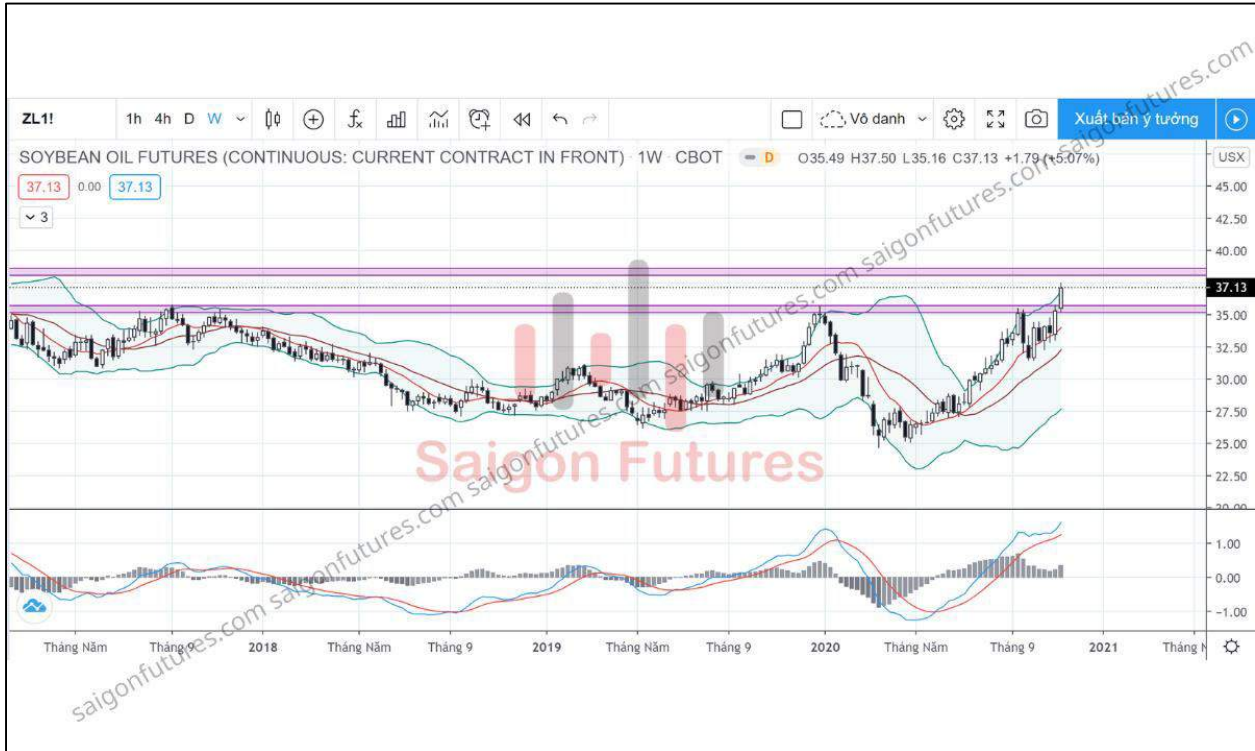 ZL1! 1h 4h D W Vô danh Xuất bản ý tưởng
SOYBEAN OIL FUTURES (CONTINUOUS: CURRENT CONTRACT IN FRONT) 1W CBOT D O35.49 H37.50 L35.16 C37.13 +1.79 (+5.07%) USX
37.13 0.00 37.13
3
45.00
42.50
40.00
37.13
35.00
32.50
30.00
27.50
25.00
22.50
20.00
1.00
0.00
−1.00
Saigon Futures
saigonfutures.com saigonfutures.com saigonfutures.com saigonfutures.com saigonfutures.com saigonfutures.com saigonfutures.com
Tháng Năm Tháng 9 2018 Tháng Năm Tháng 9 2019 Tháng Năm Tháng 9 2020 Tháng Năm Tháng 9 2021